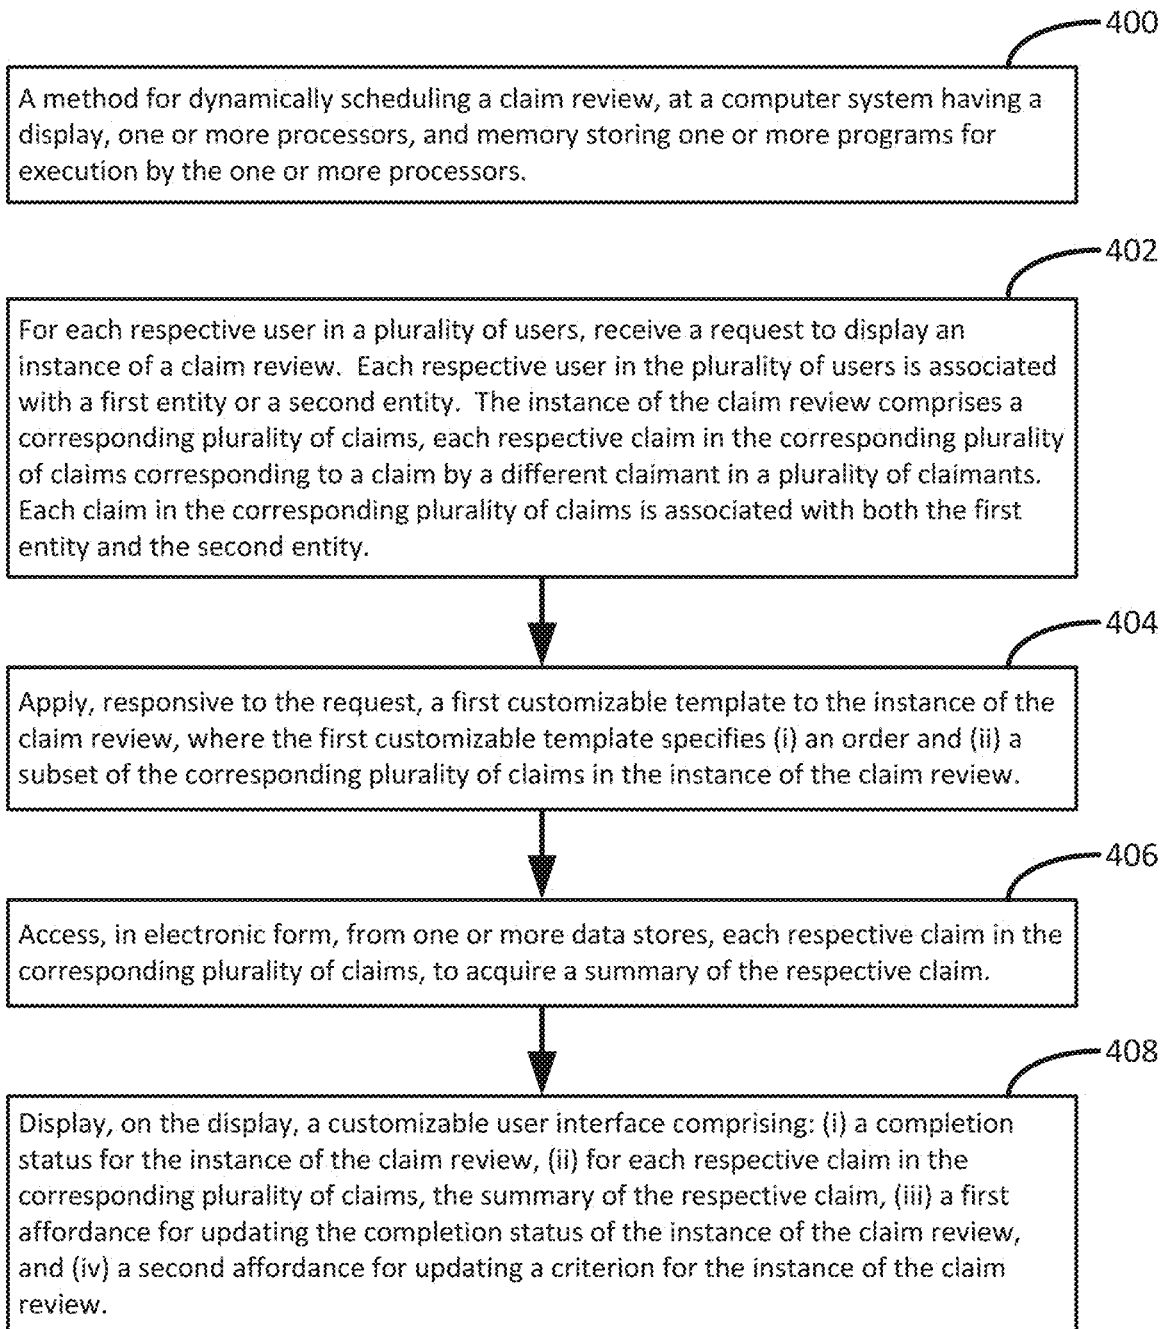 400
A method for dynamically scheduling a claim review, at a computer system having a
display, one or more processors, and memory storing one or more programs for
execution by the one or more processors.
402
For each respective user in a plurality of users, receive a request to display an
instance of a claim review.  Each respective user in the plurality of users is associated
with a first entity or a second entity.  The instance of the claim review comprises a
corresponding plurality of claims, each respective claim in the corresponding plurality
of claims corresponding to a claim by a different claimant in a plurality of claimants.
Each claim in the corresponding plurality of claims is associated with both the first
entity and the second entity.
404
Apply, responsive to the request, a first customizable template to the instance of the
claim review, where the first customizable template specifies (i) an order and (ii) a
subset of the corresponding plurality of claims in the instance of the claim review.
406
Access, in electronic form, from one or more data stores, each respective claim in the
corresponding plurality of claims, to acquire a summary of the respective claim.
408
Display, on the display, a customizable user interface comprising: (i) a completion
status for the instance of the claim review, (ii) for each respective claim in the
corresponding plurality of claims, the summary of the respective claim, (iii) a first
affordance for updating the completion status of the instance of the claim review,
and (iv) a second affordance for updating a criterion for the instance of the claim
review.